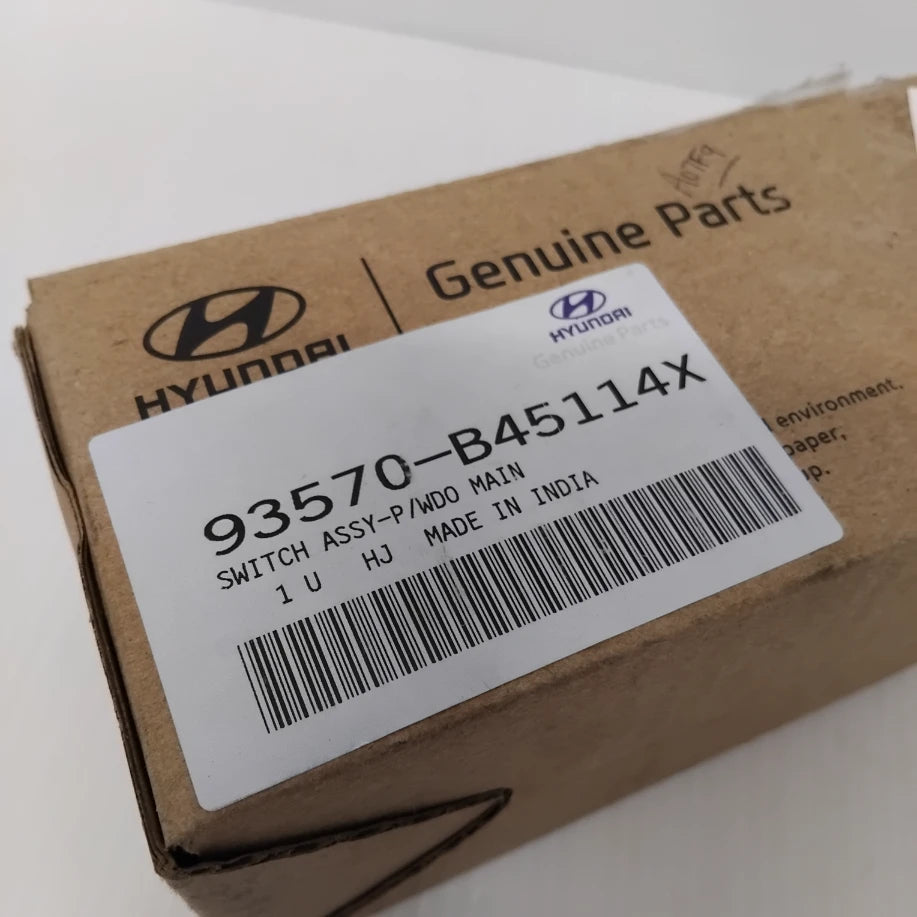 Genuine Parts
HYUNDAI
HYUNDAI
Genuine Parts
93570-B45114X
SWITCH ASSY-P/WDO MAIN
1 U HJ MADE IN INDIA
environment.
paper,
up.